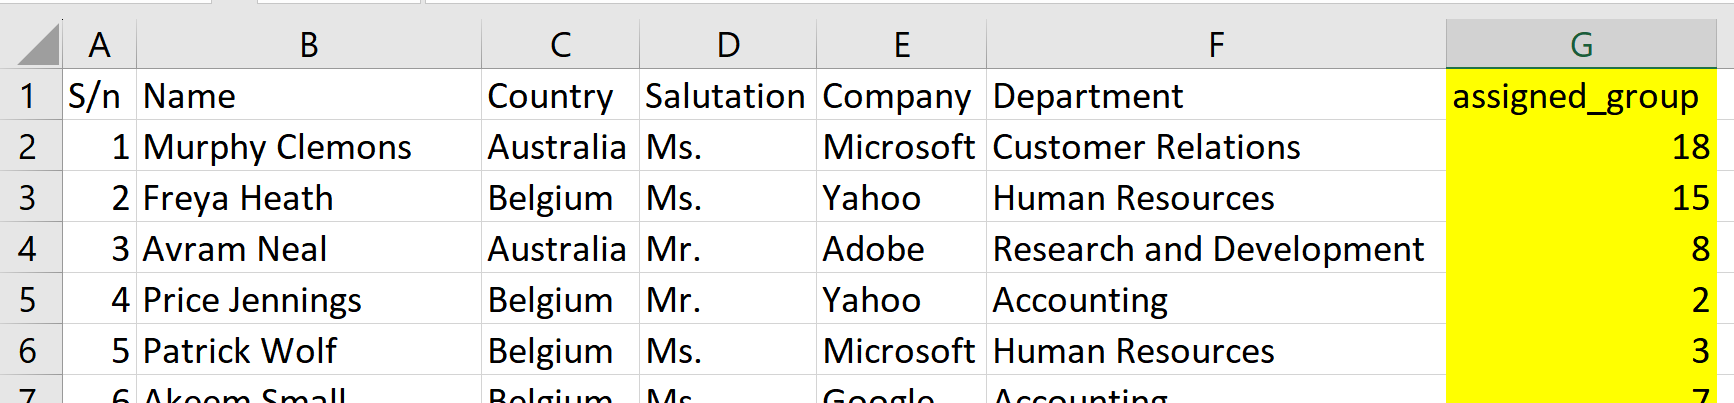 A B C D E F G
1 S/n Name Country Salutation Company Department assigned_group
2 1 Murphy Clemons Australia Ms. Microsoft Customer Relations 18
3 2 Freya Heath Belgium Ms. Yahoo Human Resources 15
4 3 Avram Neal Australia Mr. Adobe Research and Development 8
5 4 Price Jennings Belgium Mr. Yahoo Accounting 2
6 5 Patrick Wolf Belgium Ms. Microsoft Human Resources 3
7 6 Akeem Small Belgium Ms. Google Accounting 7